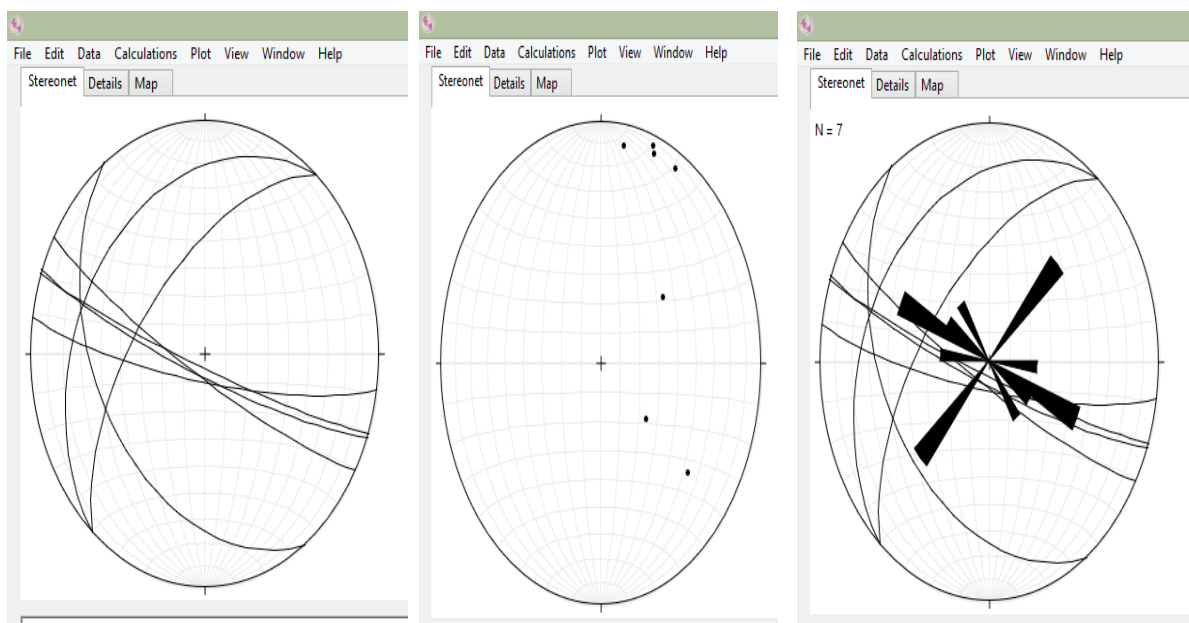 File Edit Data Calculations Plot View Window Help
Stereonet Details Map
File Edit Data Calculations Plot View Window Help
Stereonet Details Map
File Edit Data Calculations Plot View Window Help
Stereonet Details Map
N = 7